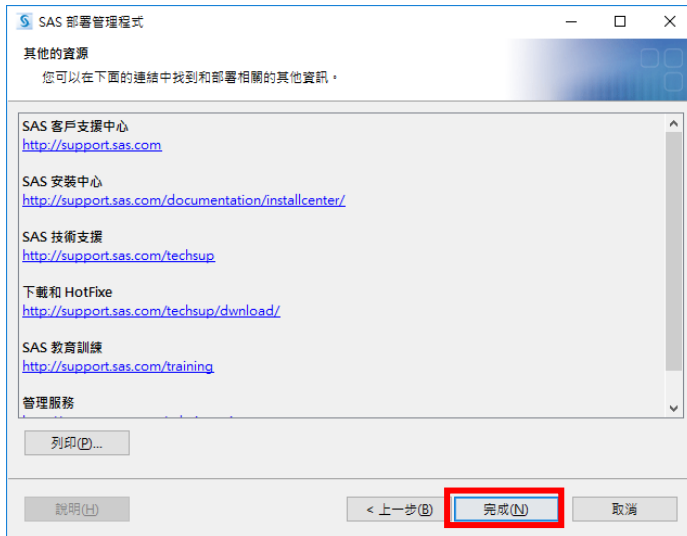 SAS 部署管理程式
其他的資源
您可以在下面的連結中找到和部署相關的其他資訊。
SAS 客戶支援中心
http://support.sas.com
SAS 安裝中心
http://support.sas.com/documentation/installcenter/
SAS 技術支援
http://support.sas.com/techsup
下載和 HotFixe
http://support.sas.com/techsup/dwnload/
SAS 教育訓練
http://support.sas.com/training
管理服務
列印(P)...
說明(H)
< 上一步(B)
完成(N)
取消